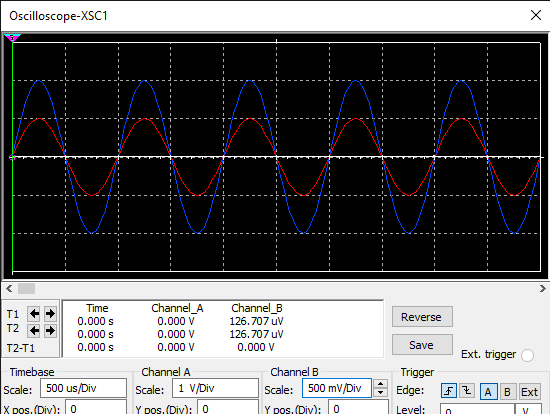 Oscilloscope-XSC1
T1
T2
T2-T1
Time Channel_A Channel_B
0.000 s 0.000 V 126.707 uV
0.000 s 0.000 V 126.707 uV
0.000 s 0.000 V 0.000 V
Reverse
Save
Ext. trigger
Timebase
Scale: 500 us/Div
X pos.(Div): 0
Channel A
Scale: 1 V/Div
Y pos.(Div): 0
Channel B
Scale: 500 mV/Div
Y pos.(Div): 0
Trigger
Edge: A B Ext
Level: 0 V